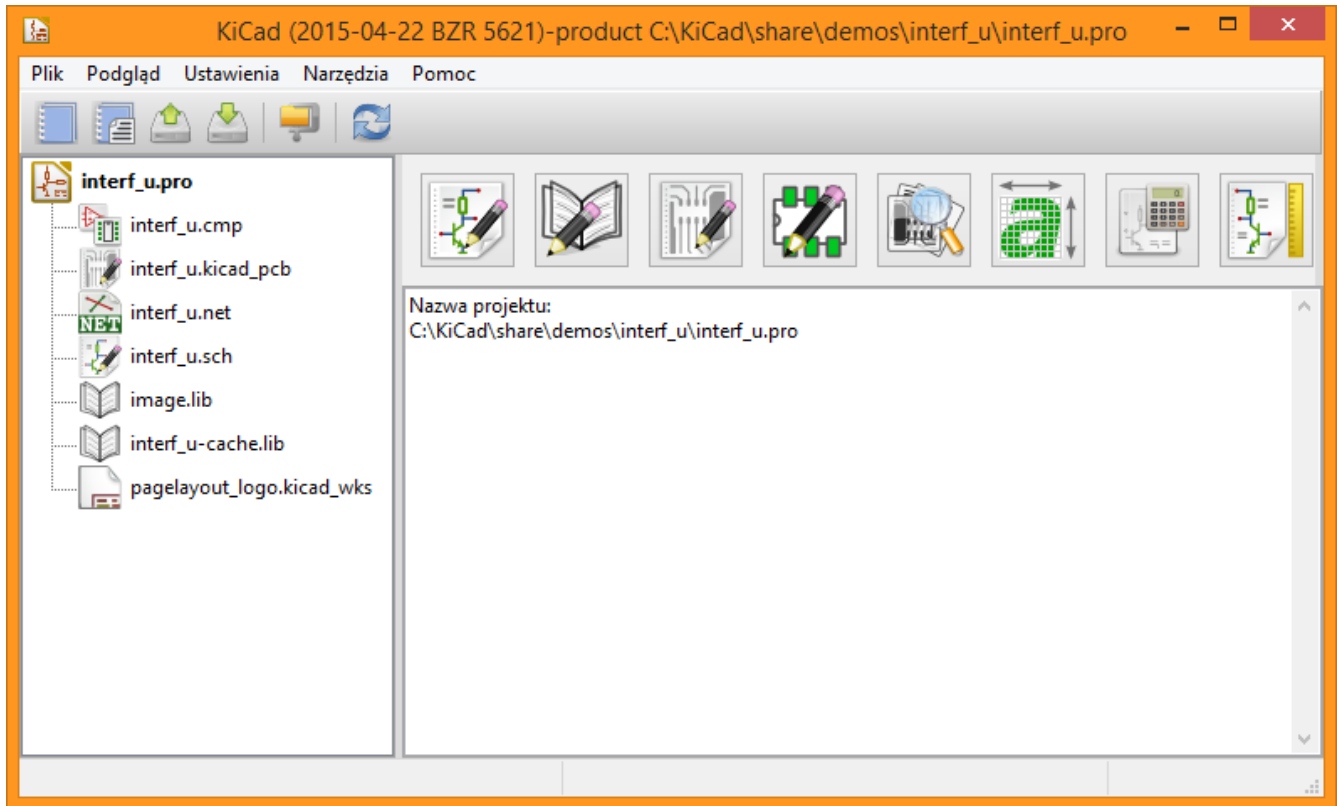 KiCad (2015-04-22 BZR 5621)-product C:\KiCad\share\demos\interf_u\interf_u.pro
Plik Podgląd Ustawienia Narzędzia Pomoc
interf_u.pro
interf_u.cmp
interf_u.kicad_pcb
NET interf_u.net
interf_u.sch
image.lib
interf_u-cache.lib
pagelayout_logo.kicad_wks
a
Nazwa projektu:
C:\KiCad\share\demos\interf_u\interf_u.pro